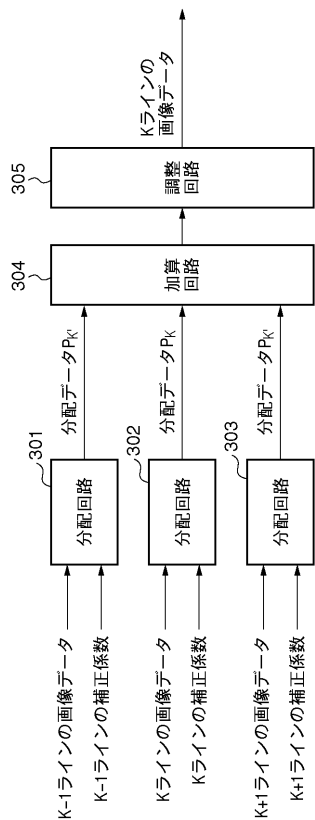 K−1ラインの画像データ
K−1ラインの補正係数
301
分配回路
分配データPK'
Kラインの画像データ
Kラインの補正係数
302
分配回路
分配データPK
K+1ラインの画像データ
K+1ラインの補正係数
303
分配回路
分配データPK'
304
加算
回路
305
調整
回路
Kラインの
画像データ